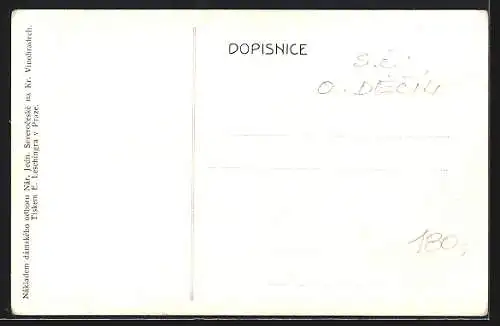 Nákladem dámského odboru Nár. Jedn. Severočeské na Kr. Vinohradech.
Tiskem E. Leschingra v Praze.
DOPISNICE
S.Č.
O. DĚČÍN
180,